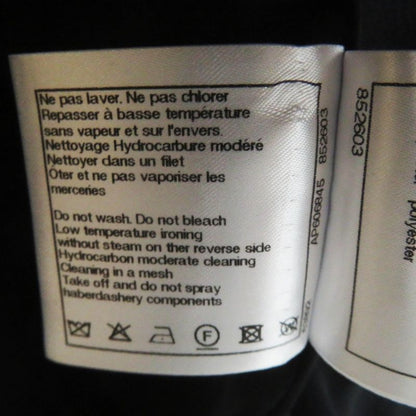 Ne pas laver. Ne pas chlorer
Repasser à basse température
sans vapeur et sur l'envers.
Nettoyage Hydrocarbure modéré
Nettoyer dans un filet
Oter et ne pas vaporiser les
merceries
Do not wash. Do not bleach
Low temperature ironing
without steam on ther reverse side
Hydrocarbon moderate cleaning
Cleaning in a mesh
Take off and do not spray
haberdashery components
F
AP606845 852603
852603
polyester